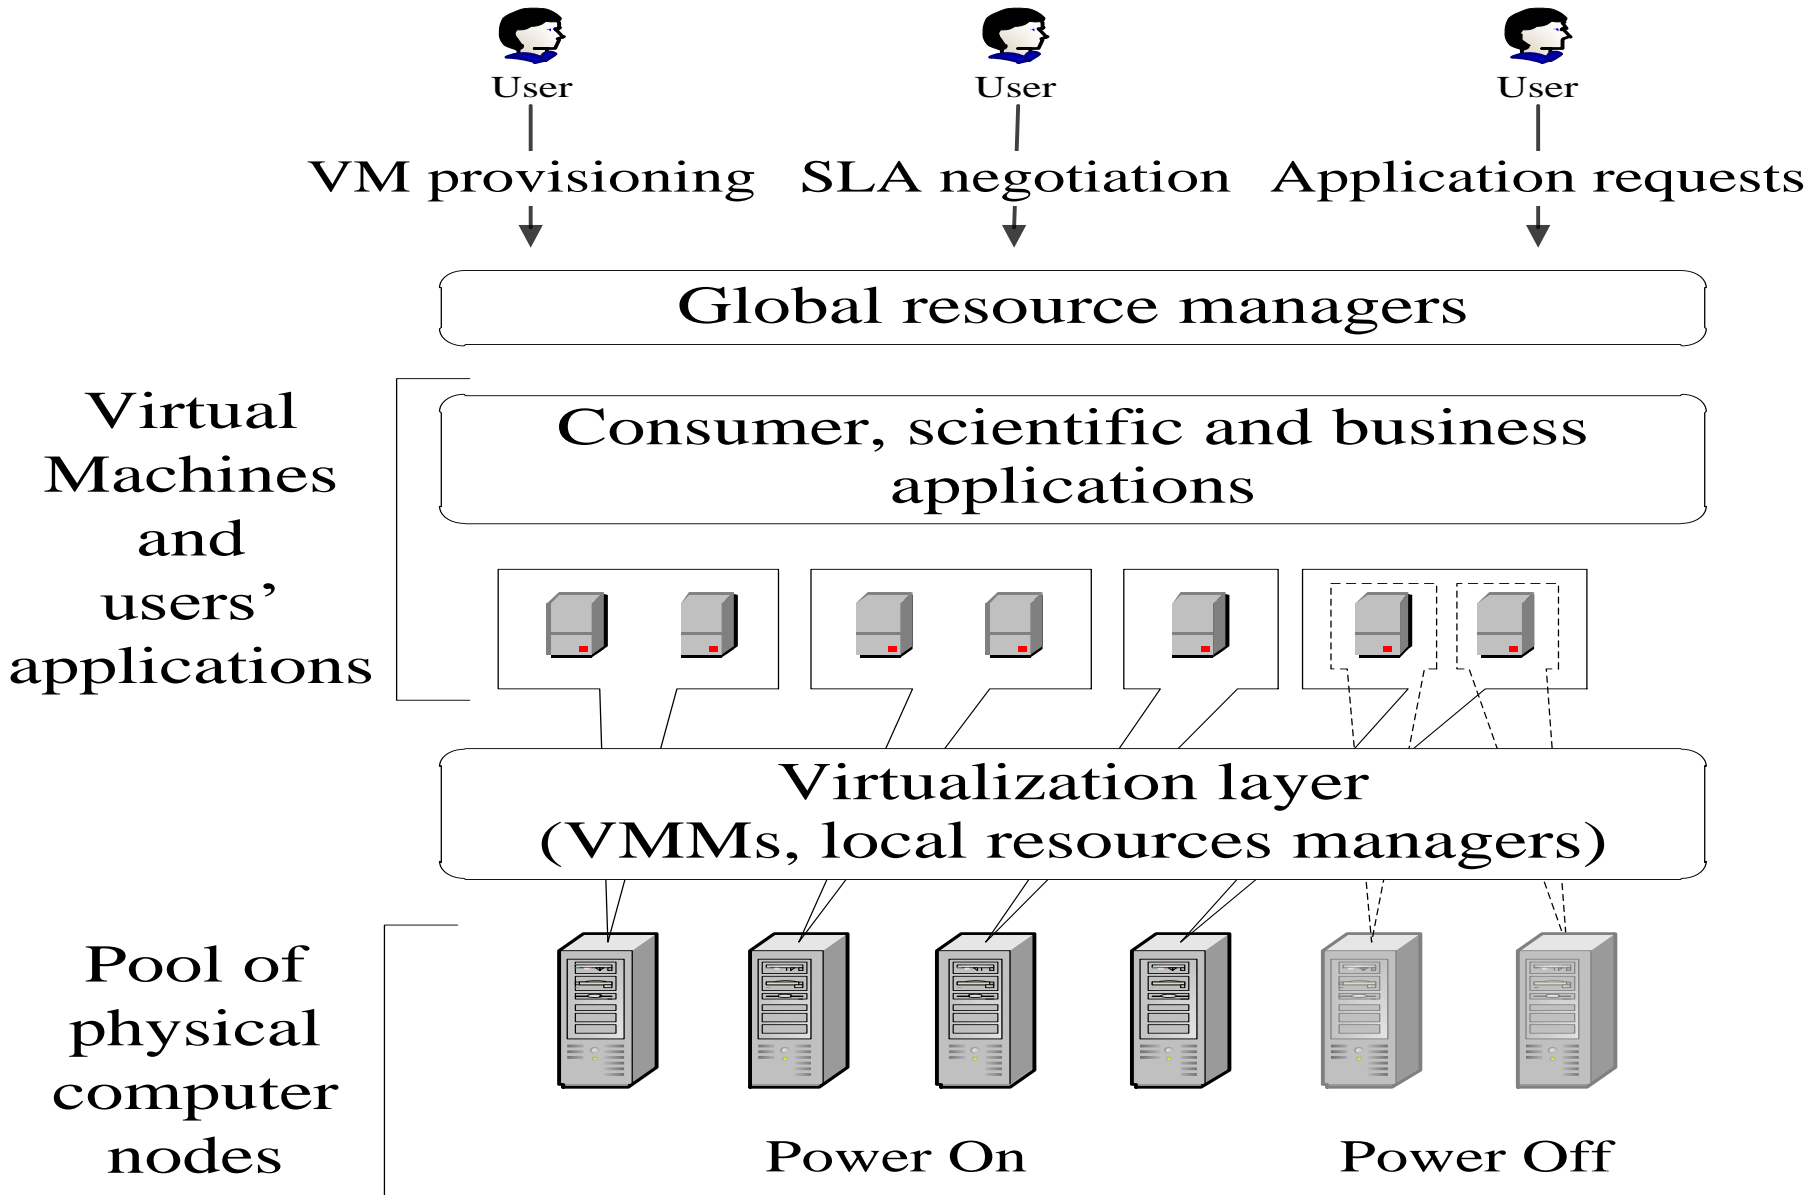 User
User
User
VM provisioning
SLA negotiation
Application requests
Global resource managers
Virtual
Machines
and
users’
applications
Consumer, scientific and business
applications
Virtualization layer
(VMMs, local resources managers)
Pool of
physical
computer
nodes
Power On
Power Off